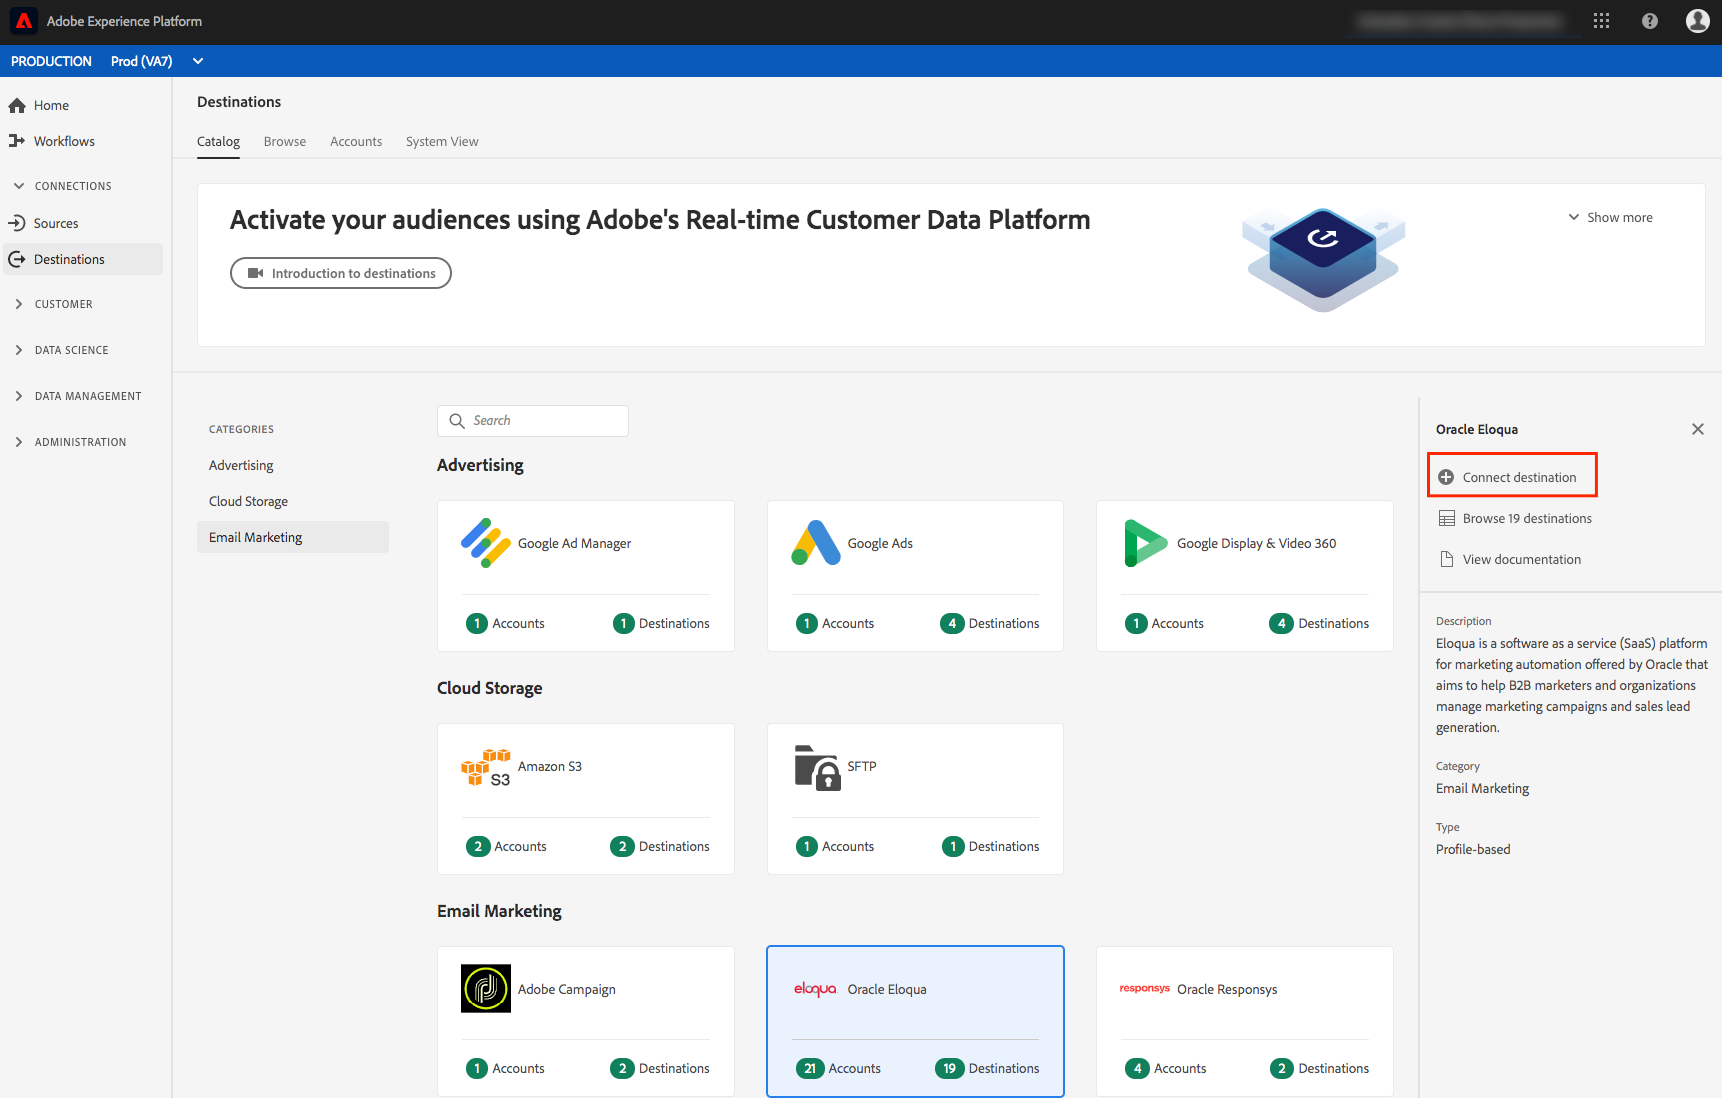 Adobe Experience Platform
PRODUCTION Prod (VA7)
Home
Workflows
CONNECTIONS
Sources
Destinations
CUSTOMER
DATA SCIENCE
DATA MANAGEMENT
ADMINISTRATION
Destinations
Catalog Browse Accounts System View
Activate your audiences using Adobe's Real-time Customer Data Platform
Introduction to destinations
Show more
CATEGORIES
Advertising
Cloud Storage
Email Marketing
Search
Advertising
Google Ad Manager
1 Accounts 1 Destinations
Google Ads
1 Accounts 4 Destinations
Google Display & Video 360
1 Accounts 4 Destinations
Cloud Storage
S3 Amazon S3
2 Accounts 2 Destinations
SFTP
1 Accounts 1 Destinations
Email Marketing
Adobe Campaign
1 Accounts 2 Destinations
eloqua Oracle Eloqua
21 Accounts 19 Destinations
responsys Oracle Responsys
4 Accounts 2 Destinations
Oracle Eloqua
Connect destination
Browse 19 destinations
View documentation
Description
Eloqua is a software as a service (SaaS) platform
for marketing automation offered by Oracle that
aims to help B2B marketers and organizations
manage marketing campaigns and sales lead
generation.
Category
Email Marketing
Type
Profile-based